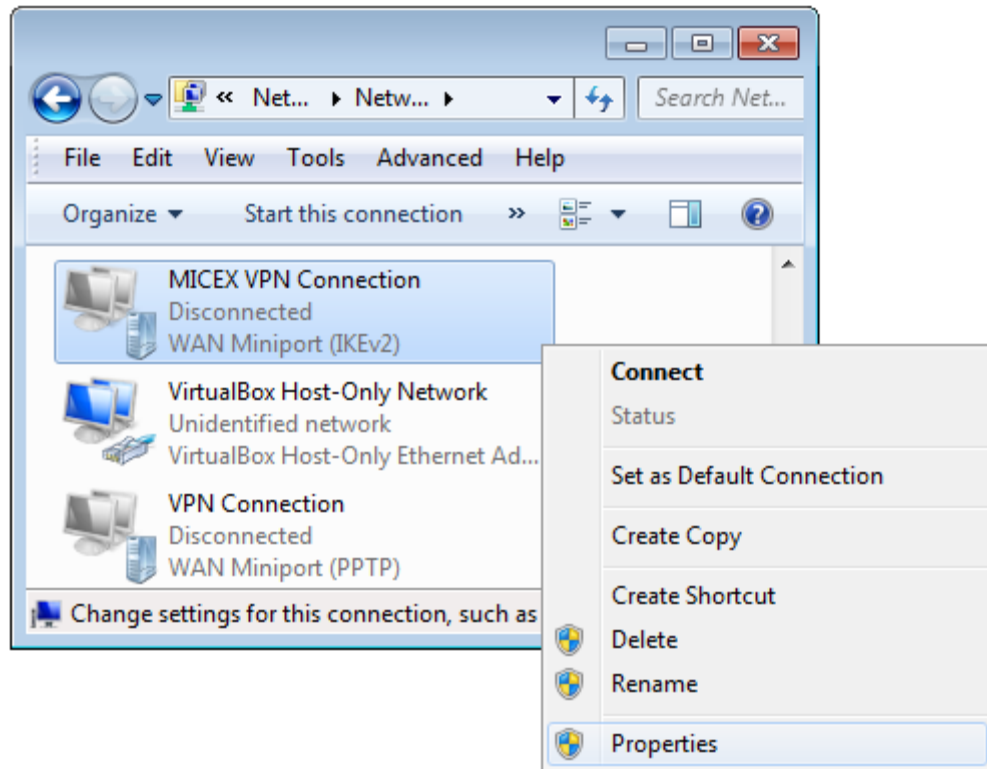 « Net... Netw... Search Net...
File Edit View Tools Advanced Help
Organize Start this connection »
MICEX VPN Connection
Disconnected
WAN Miniport (IKEv2)
VirtualBox Host-Only Network
Unidentified network
VirtualBox Host-Only Ethernet Ad...
VPN Connection
Disconnected
WAN Miniport (PPTP)
Change settings for this connection, such as
Connect
Status
Set as Default Connection
Create Copy
Create Shortcut
Delete
Rename
Properties